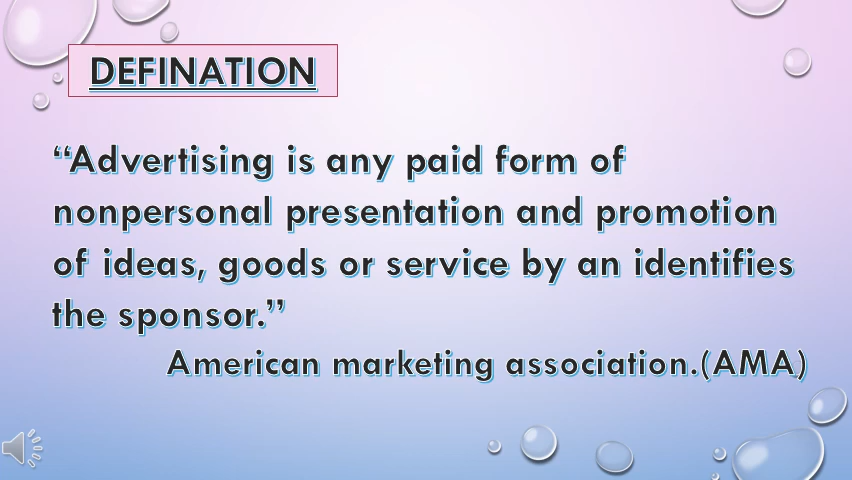 DEFINATION
“Advertising is any paid form of
nonpersonal presentation and promotion
of ideas, goods or service by an identifies
the sponsor.”
American marketing association.(AMA)